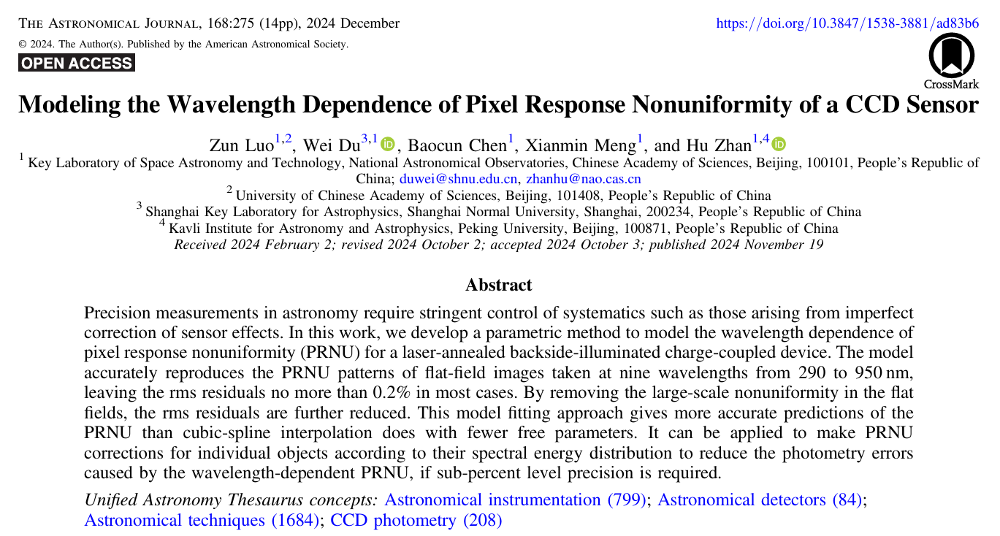 THE ASTRONOMICAL JOURNAL, 168:275 (14pp), 2024 December
https://doi.org/10.3847/1538-3881/ad83b6
© 2024. The Author(s). Published by the American Astronomical Society.
OPEN ACCESS
CrossMark
Modeling the Wavelength Dependence of Pixel Response Nonuniformity of a CCD Sensor
Zun Luo1,2, Wei Du3,1 iD, Baocun Chen1, Xianmin Meng1, and Hu Zhan1,4 iD
1 Key Laboratory of Space Astronomy and Technology, National Astronomical Observatories, Chinese Academy of Sciences, Beijing, 100101, People's Republic of
China; duwei@shnu.edu.cn, zhanhu@nao.cas.cn
2 University of Chinese Academy of Sciences, Beijing, 101408, People's Republic of China
3 Shanghai Key Laboratory for Astrophysics, Shanghai Normal University, Shanghai, 200234, People's Republic of China
4 Kavli Institute for Astronomy and Astrophysics, Peking University, Beijing, 100871, People's Republic of China
Received 2024 February 2; revised 2024 October 2; accepted 2024 October 3; published 2024 November 19
Abstract
Precision measurements in astronomy require stringent control of systematics such as those arising from imperfect
correction of sensor effects. In this work, we develop a parametric method to model the wavelength dependence of
pixel response nonuniformity (PRNU) for a laser-annealed backside-illuminated charge-coupled device. The model
accurately reproduces the PRNU patterns of flat-field images taken at nine wavelengths from 290 to 950 nm,
leaving the rms residuals no more than 0.2% in most cases. By removing the large-scale nonuniformity in the flat
fields, the rms residuals are further reduced. This model fitting approach gives more accurate predictions of the
PRNU than cubic-spline interpolation does with fewer free parameters. It can be applied to make PRNU
corrections for individual objects according to their spectral energy distribution to reduce the photometry errors
caused by the wavelength-dependent PRNU, if sub-percent level precision is required.
Unified Astronomy Thesaurus concepts: Astronomical instrumentation (799); Astronomical detectors (84);
Astronomical techniques (1684); CCD photometry (208)